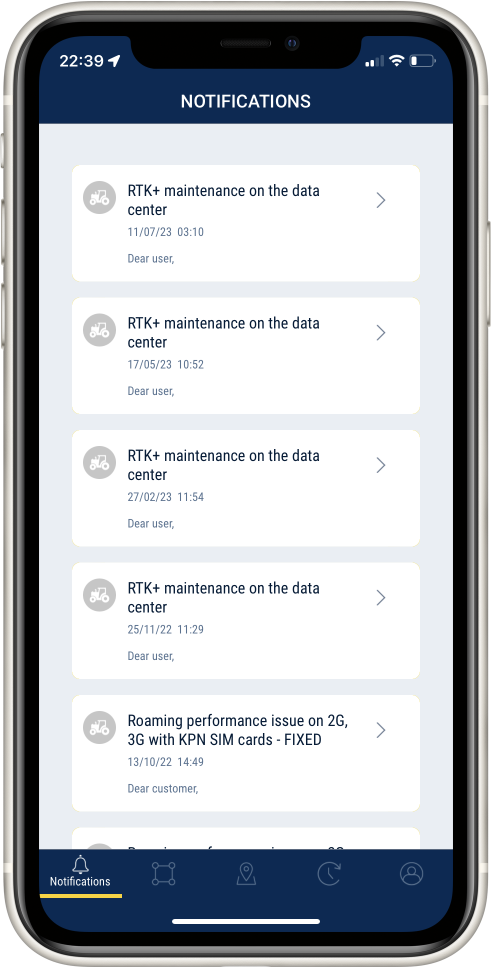 22:39
NOTIFICATIONS
RTK+ maintenance on the data
center
11/07/23 03:10
Dear user,
RTK+ maintenance on the data
center
17/05/23 10:52
Dear user,
RTK+ maintenance on the data
center
27/02/23 11:54
Dear user,
RTK+ maintenance on the data
center
25/11/22 11:29
Dear user,
Roaming performance issue on 2G,
3G with KPN SIM cards - FIXED
13/10/22 14:49
Dear customer,
Notifications